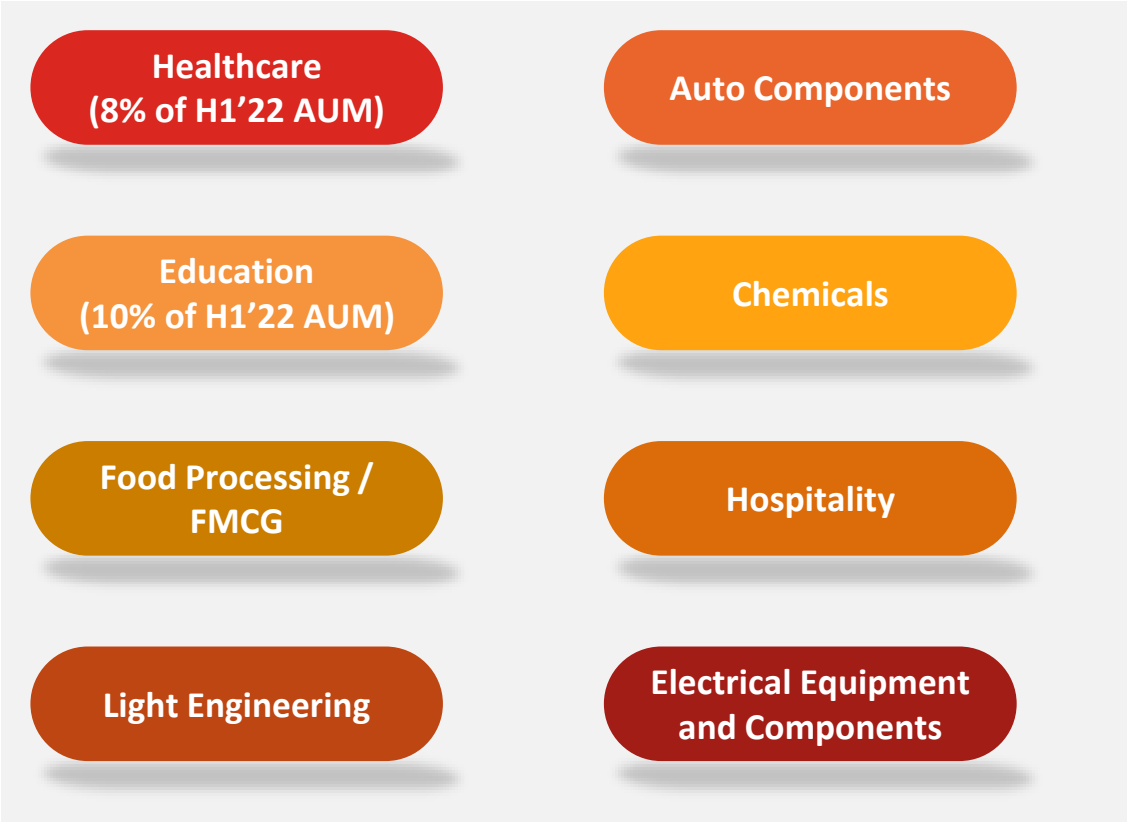 Healthcare
(8% of H1’22 AUM)
Auto Components
Education
(10% of H1’22 AUM)
Chemicals
Food Processing /
FMCG
Hospitality
Light Engineering
Electrical Equipment
and Components